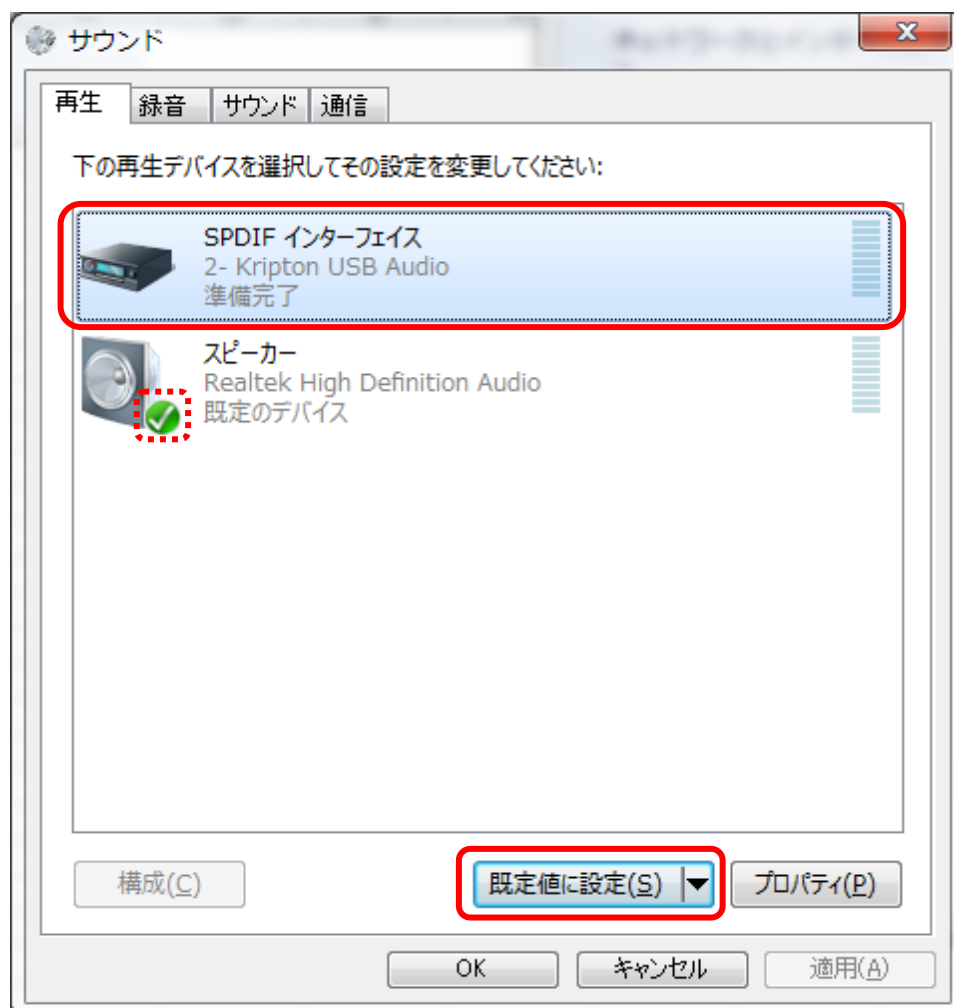 サウンド
再生 録音 サウンド 通信
下の再生デバイスを選択してその設定を変更してください:
SPDIF インターフェイス
2- Kripton USB Audio
準備完了
スピーカー
Realtek High Definition Audio
既定のデバイス
構成(C) 既定値に設定(S) プロパティ(P)
OK キャンセル 適用(A)